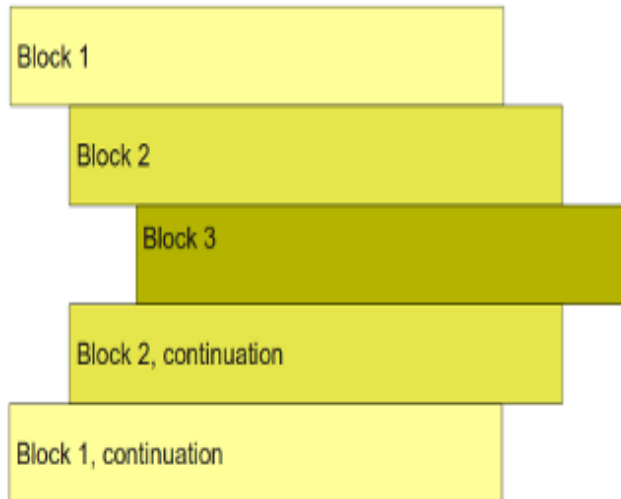 Block 1
Block 2
Block 3
Block 2, continuation
Block 1, continuation